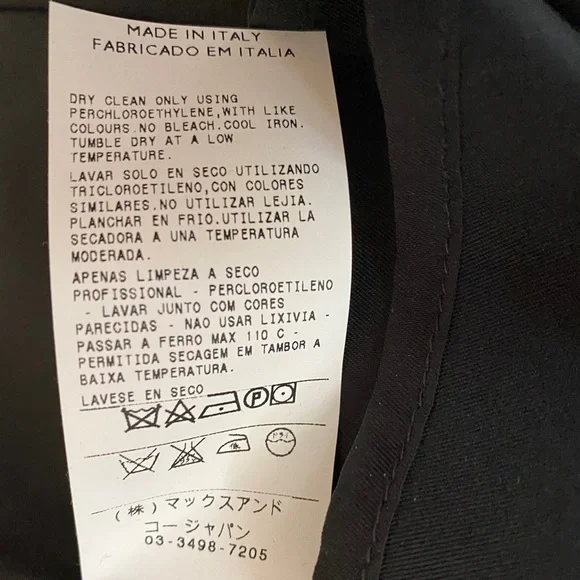 MADE IN ITALY
FABRICADO EM ITALIA
DRY CLEAN ONLY USING
PERCHLOROETHYLENE,WITH LIKE
COLOURS.NO BLEACH.COOL IRON.
TUMBLE DRY AT A LOW
TEMPERATURE.
LAVAR SOLO EN SECO UTILIZANDO
TRICLOROETILENO,CON COLORES
SIMILARES.NO UTILIZAR LEJIA.
PLANCHAR EN FRIO.UTILIZAR LA
SECADORA A UNA TEMPERATURA
MODERADA.
APENAS LIMPEZA A SECO
PROFISSIONAL - PERCLOROETILENO
- LAVAR JUNTO COM CORES
PARECIDAS - NAO USAR LIXIVIA -
PASSAR A FERRO MAX 110 C -
PERMITIDA SECAGEM EM TAMBOR A
BAIXA TEMPERATURA.
LAVESE EN SECO
P
(株)マックスアンド
コージャパン
03-3498-7205